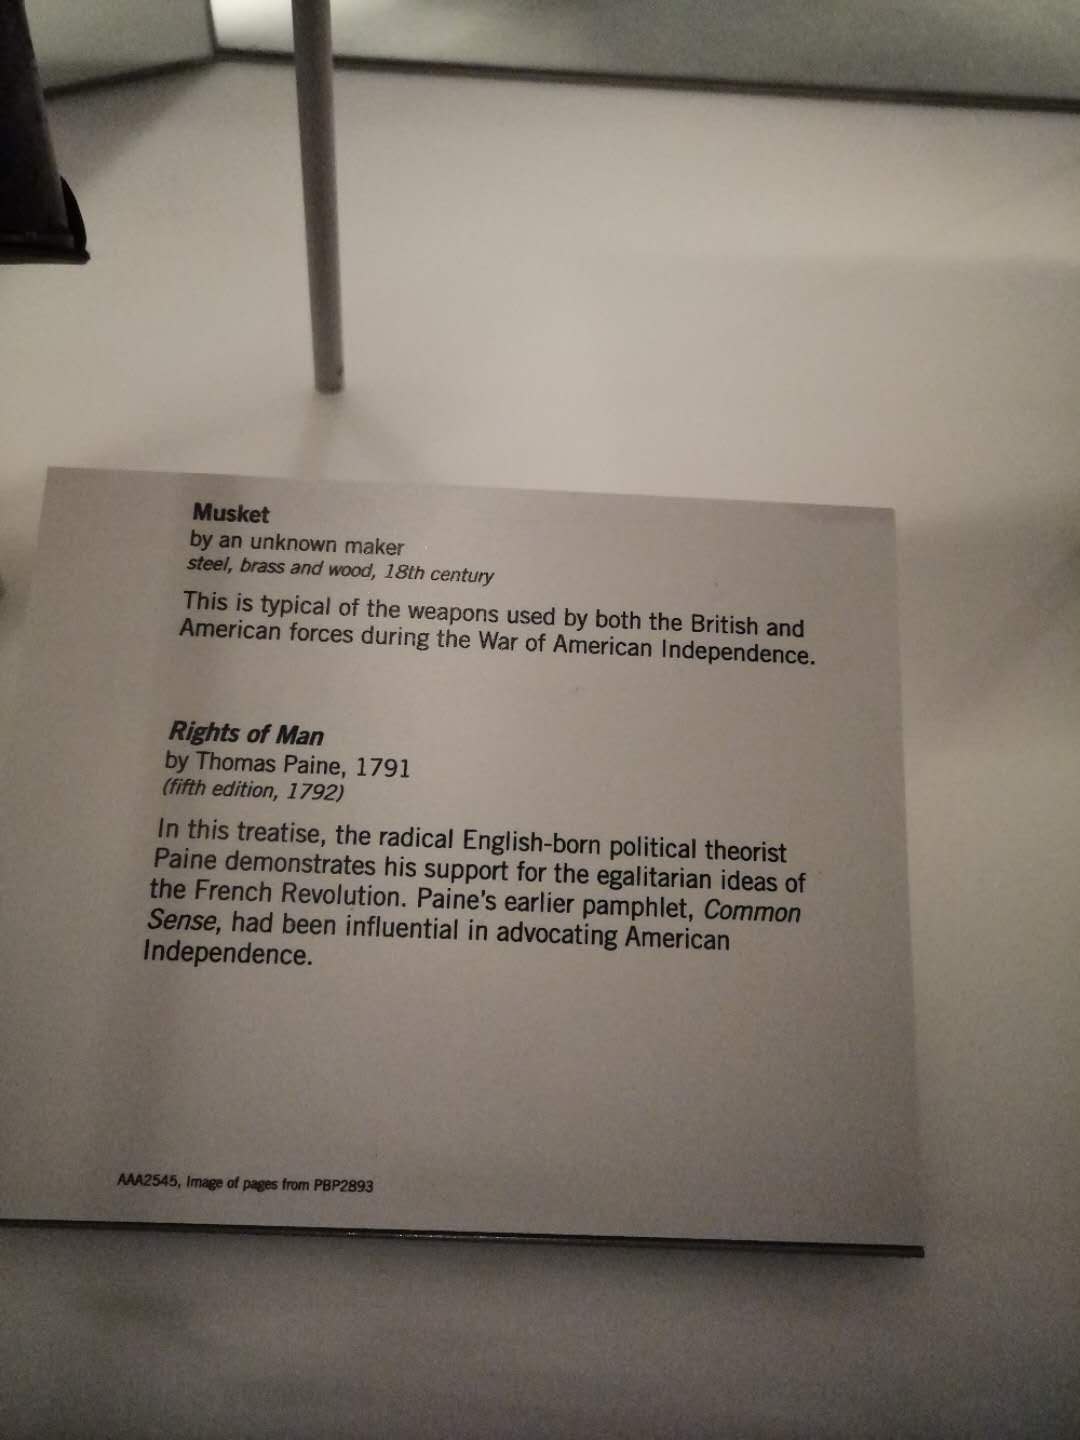 Musket
by an unknown maker
steel, brass and wood, 18th century
This is typical of the weapons used by both the British and
American forces during the War of American Independence.
Rights of Man
by Thomas Paine, 1791
(fifth edition, 1792)
In this treatise, the radical English-born political theorist
Paine demonstrates his support for the egalitarian ideas of
the French Revolution. Paine's earlier pamphlet, Common
Sense, had been influential in advocating American
Independence.
AAA2545, Image of pages from PBP2893